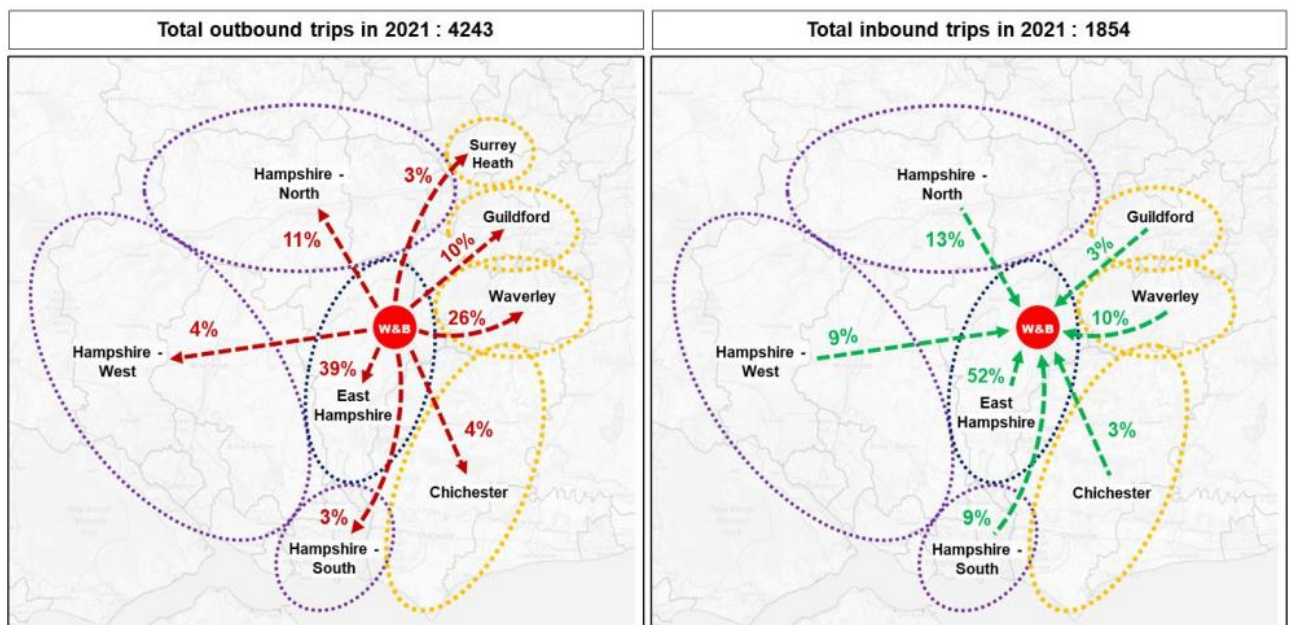 Total outbound trips in 2021 : 4243
Surrey
Heath
3%
Hampshire -
North
Guildford
11%
10%
Waverley
W&B
26%
4%
Hampshire -
West
39%
East
Hampshire
4%
Chichester
3%
Hampshire -
South
Total inbound trips in 2021 : 1854
Hampshire -
North
Guildford
13%
3%
Waverley
W&B
10%
9%
Hampshire -
West
52%
East
Hampshire
3%
Chichester
9%
Hampshire -
South